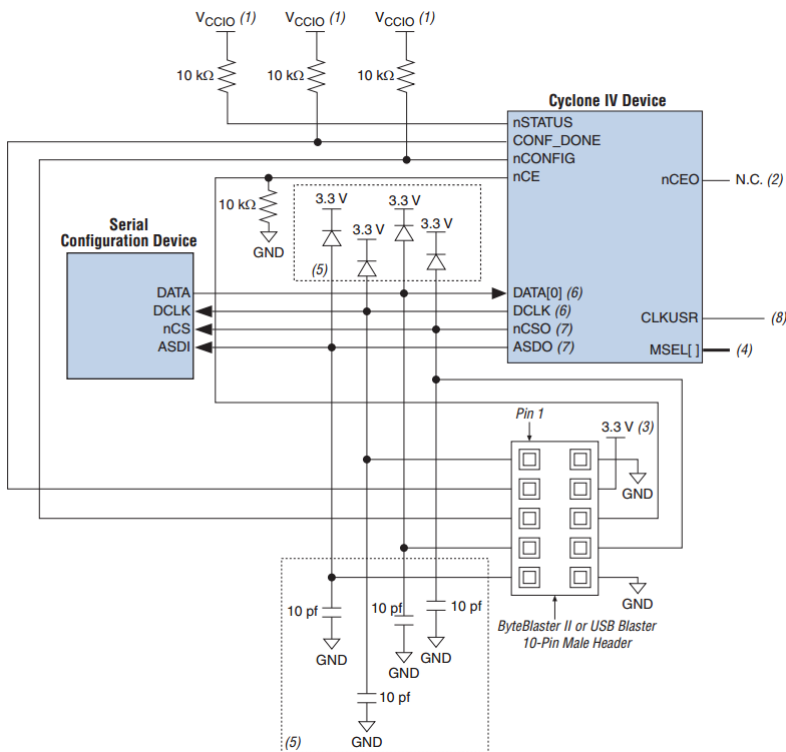 VCCIO (1)
VCCIO (1)
VCCIO (1)
10 kΩ
10 kΩ
10 kΩ
Cyclone IV Device
nSTATUS
CONF_DONE
nCONFIG
nCE
nCEO
N.C. (2)
10 kΩ
GND
3.3 V
3.3 V
3.3 V
3.3 V
(5)
Serial
Configuration Device
DATA
DCLK
nCS
ASDI
DATA[0] (6)
DCLK (6)
nCSO (7)
ASDO (7)
CLKUSR
(8)
MSEL[ ]
(4)
Pin 1
3.3 V (3)
GND
GND
10 pf
GND
10 pf
GND
10 pf
GND
10 pf
GND
(5)
ByteBlaster II or USB Blaster
10-Pin Male Header